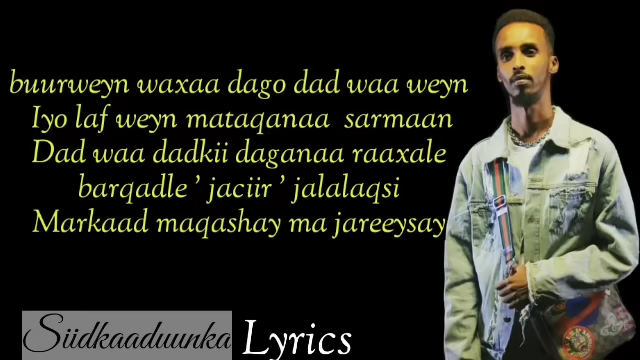 buurweyn waxaa dago dad waa weyn
Iyo laf weyn mataqanaa sarmaan
Dad waa dadkii daganaa raaxale
barqadle ' jaciir ' jalalaqsi
Markaad maqashay ma jareeysay
Siidkaaduunka Lyrics